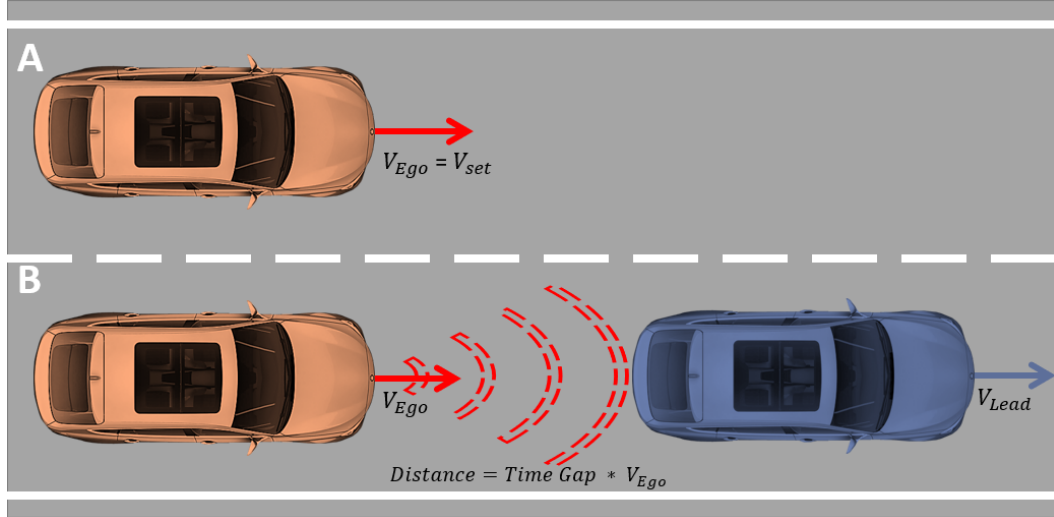 A
V_Ego = V_set
B
V_Ego
V_Lead
Distance = Time Gap * V_Ego